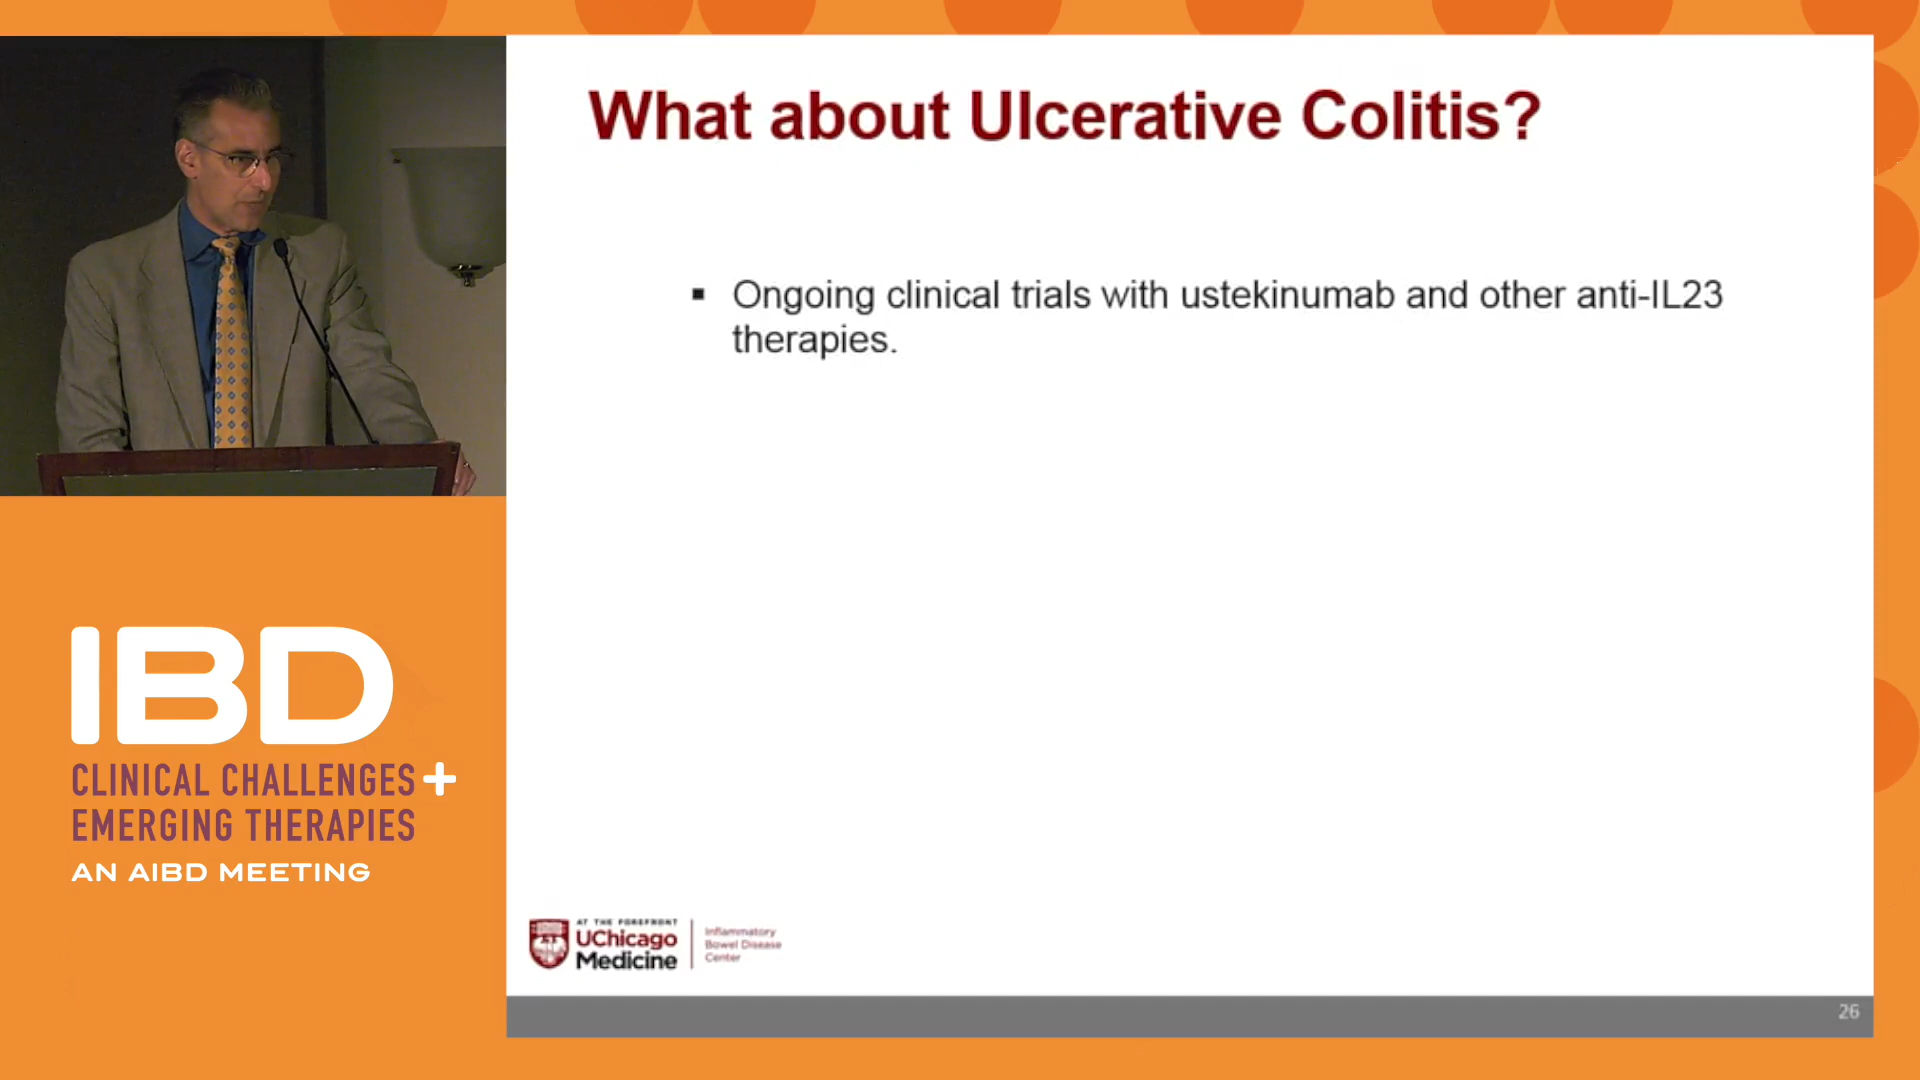 What about Ulcerative Colitis?
▪ Ongoing clinical trials with ustekinumab and other anti-IL23
therapies.
IBD
CLINICAL CHALLENGES +
EMERGING THERAPIES
AN AIBD MEETING
AT THE FOREFRONT
UChicago
Medicine
Inflammatory
Bowel Disease
Center
26